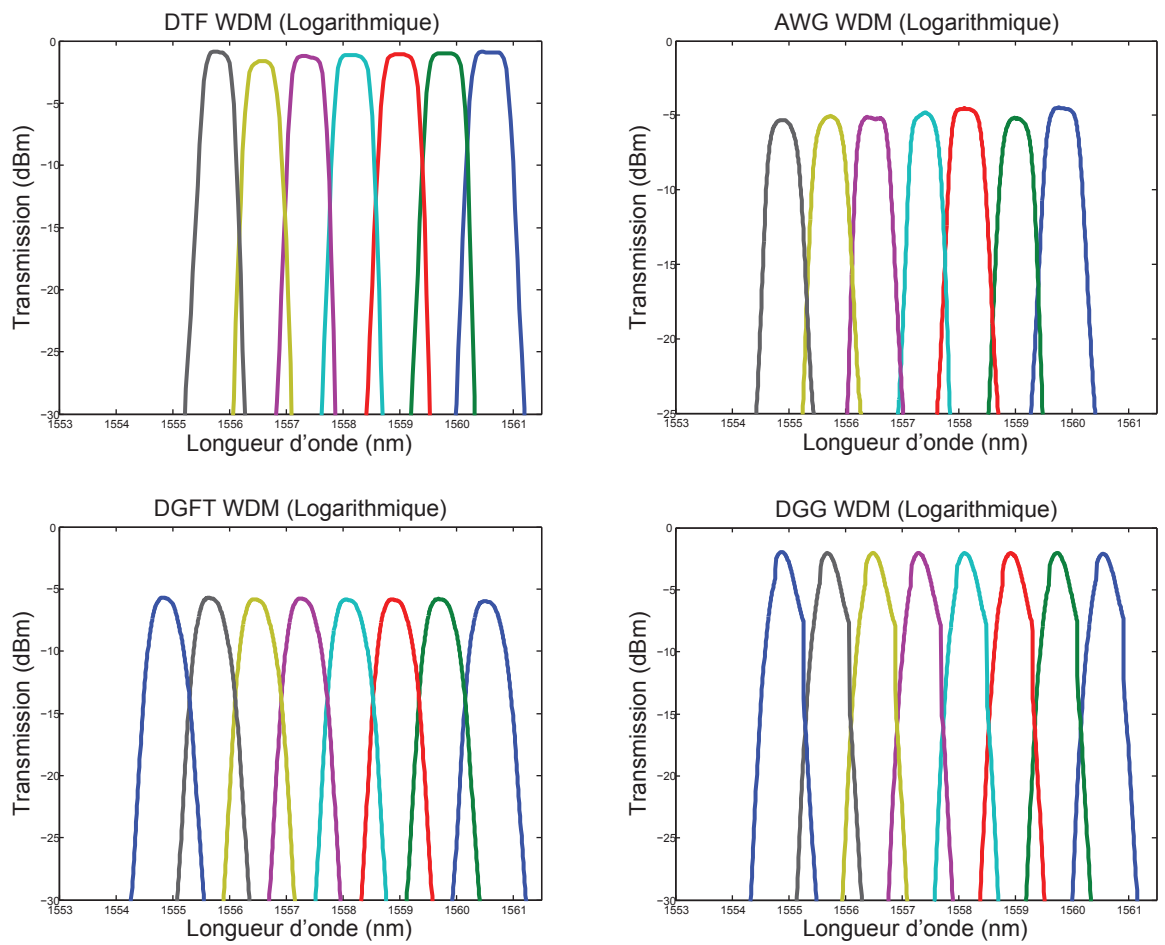 DTF WDM (Logarithmique)
0
−5
−10
−15
−20
−25
−30
Transmission (dBm)
1553 1554 1555 1556 1557 1558 1559 1560 1561
Longueur d'onde (nm)
AWG WDM (Logarithmique)
0
−5
−10
−15
−20
−25
Transmission (dBm)
1553 1554 1555 1556 1557 1558 1559 1560 1561
Longueur d'onde (nm)
DGFT WDM (Logarithmique)
0
−5
−10
−15
−20
−25
−30
Transmission (dBm)
1553 1554 1555 1556 1557 1558 1559 1560 1561
Longueur d'onde (nm)
DGG WDM (Logarithmique)
0
−5
−10
−15
−20
−25
−30
Transmission (dBm)
1553 1554 1555 1556 1557 1558 1559 1560 1561
Longueur d'onde (nm)